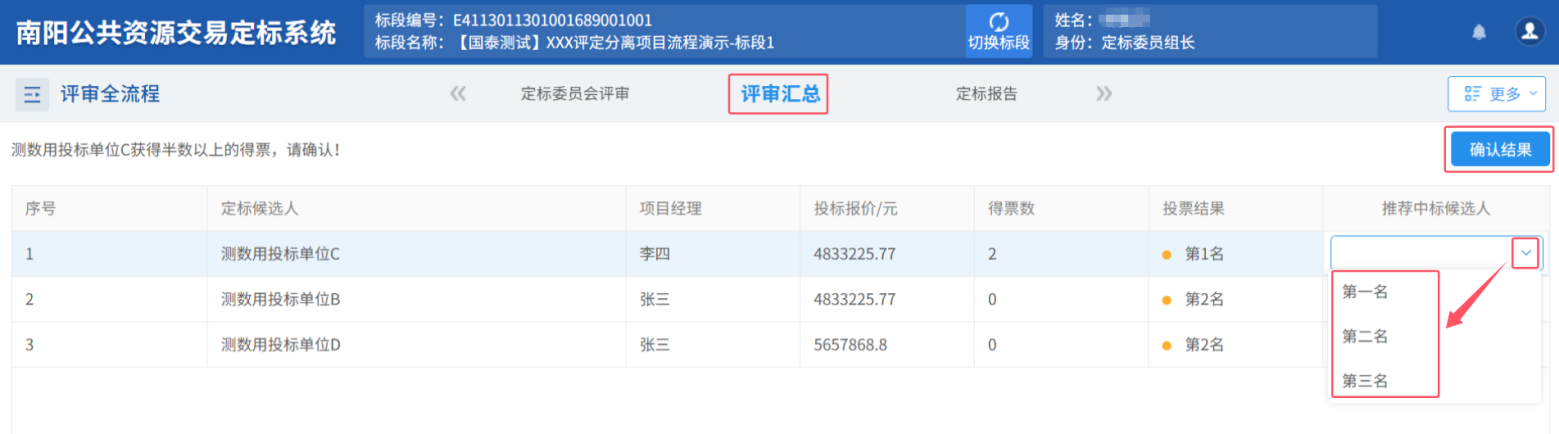 南阳公共资源交易定标系统
标段编号：E4113011301001689001001
标段名称：【国泰测试】XXX评定分离项目流程演示-标段1
切换标段
姓名：
身份：定标委员组长
评审全流程
定标委员会评审
评审汇总
定标报告
更多
测数用投标单位C获得半数以上的得票，请确认！
确认结果
序号 定标候选人 项目经理 投标报价/元 得票数 投票结果 推荐中标候选人
1 测数用投标单位C 李四 4833225.77 2 第1名
2 测数用投标单位B 张三 4833225.77 0 第2名
3 测数用投标单位D 张三 5657868.8 0 第2名
第一名
第二名
第三名